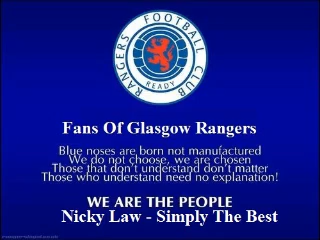 RANGERS FOOTBALL CLUB
READY
Fans Of Glasgow Rangers
Blue noses are born not manufactured
We do not choose, we are chosen
Those that don't understand don't matter
Those who understand need no explanation!
WE ARE THE PEOPLE
Nicky Law - Simply The Best